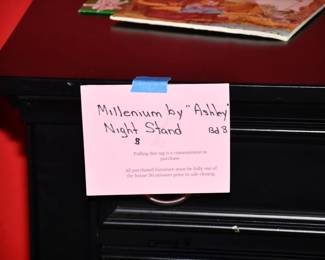 Millenium by "Ashley"
Night Stand Bd 3
$
Pulling this tag is a commitment to
purchase.
All purchased furniture must be fully out of
the house 30 minutes prior to sale closing.